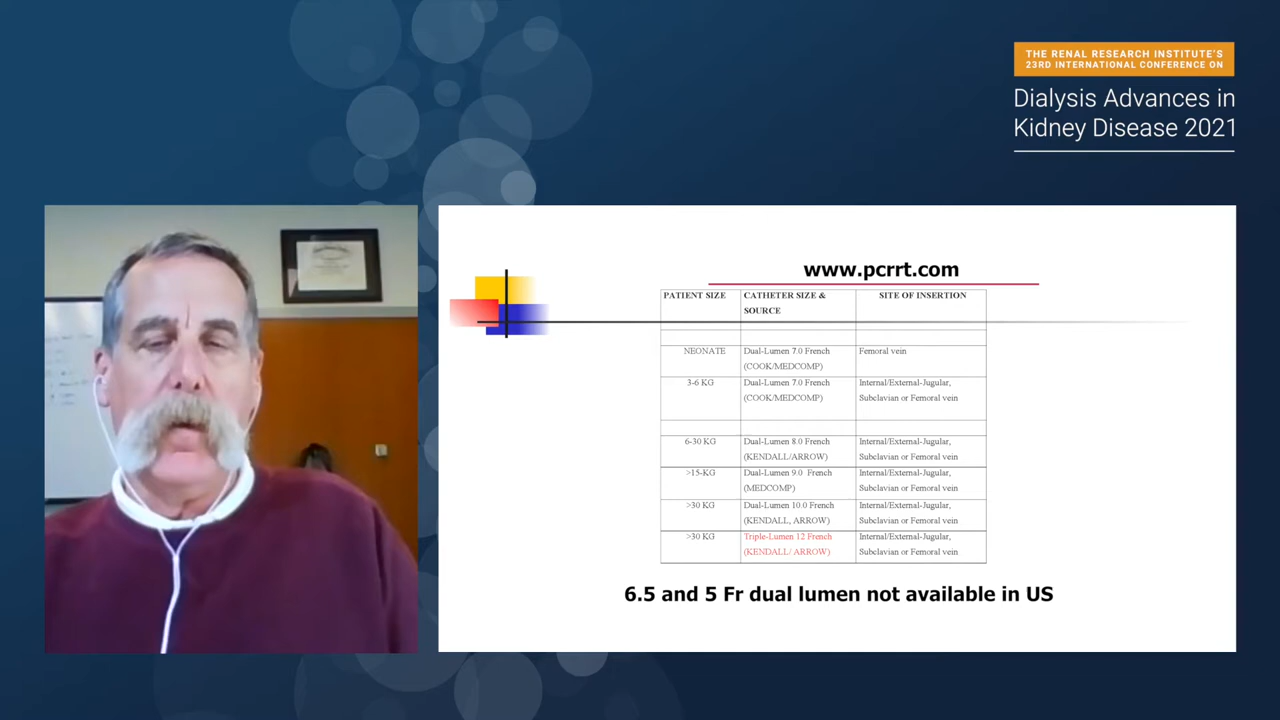 THE RENAL RESEARCH INSTITUTE'S
23RD INTERNATIONAL CONFERENCE ON
Dialysis Advances in
Kidney Disease 2021
www.pcrrt.com
PATIENT SIZE CATHETER SIZE & SITE OF INSERTION
SOURCE
NEONATE Dual-Lumen 7.0 French Femoral vein
(COOK/MEDCOMP)
3-6 KG Dual-Lumen 7.0 French Internal/External-Jugular,
(COOK/MEDCOMP) Subclavian or Femoral vein
6-30 KG Dual-Lumen 8.0 French Internal/External-Jugular,
(KENDALL/ARROW) Subclavian or Femoral vein
>15-KG Dual-Lumen 9.0 French Internal/External-Jugular,
(MEDCOMP) Subclavian or Femoral vein
>30 KG Dual-Lumen 10.0 French Internal/External-Jugular,
(KENDALL, ARROW) Subclavian or Femoral vein
>30 KG Triple-Lumen 12 French Internal/External-Jugular,
(KENDALL/ ARROW) Subclavian or Femoral vein
6.5 and 5 Fr dual lumen not available in US